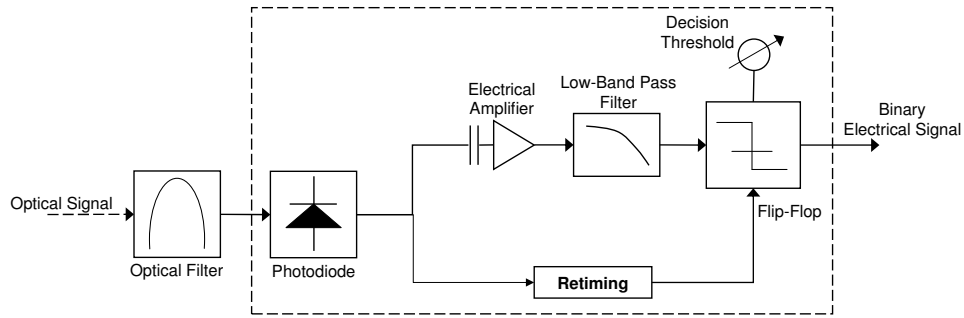 Decision
Threshold
Electrical
Amplifier
Low-Band Pass
Filter
Binary
Electrical Signal
Optical Signal
Flip-Flop
Optical Filter
Photodiode
Retiming